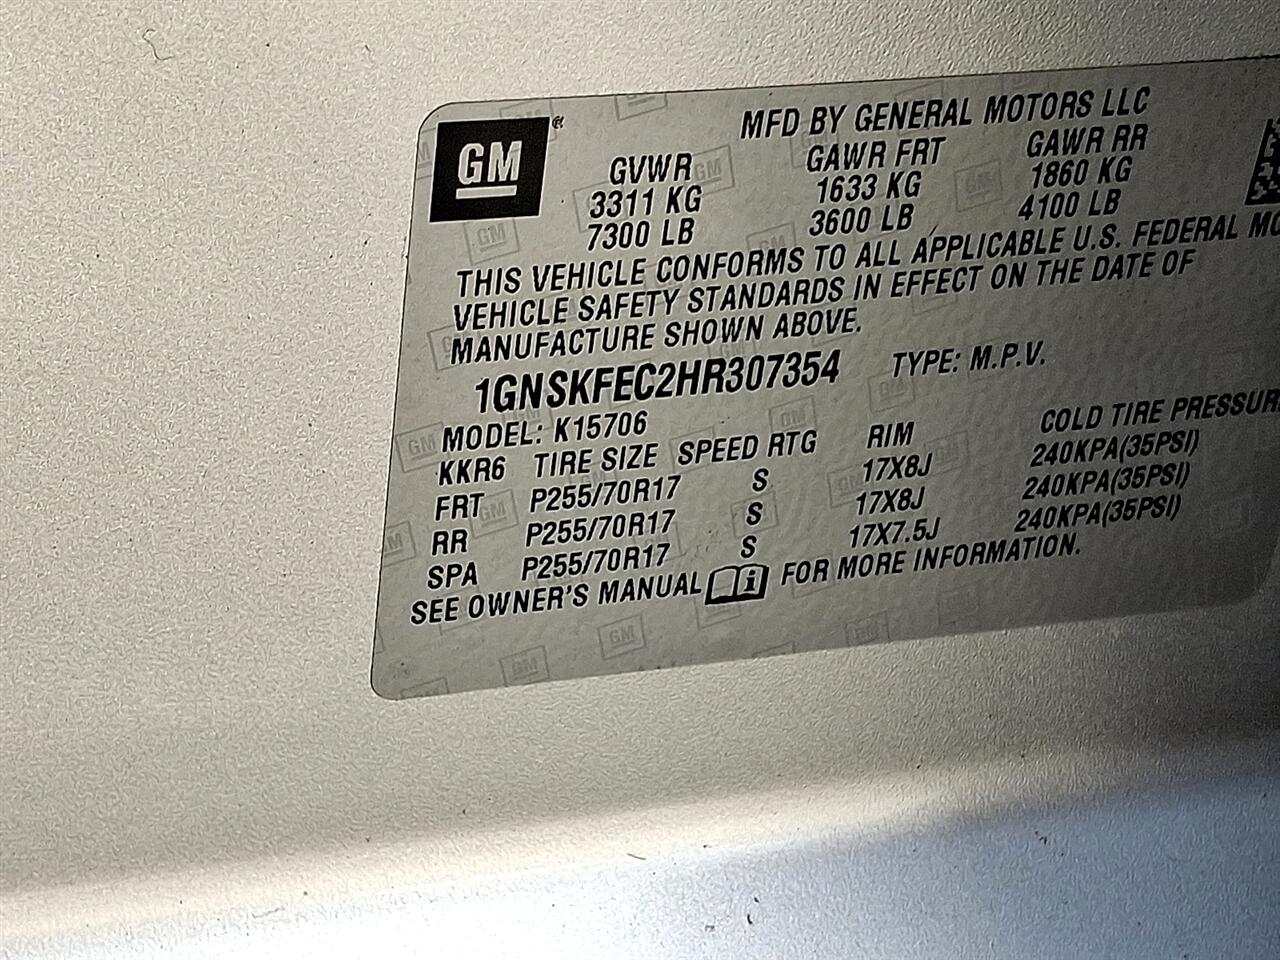 GM ®
MFD BY GENERAL MOTORS LLC
GVWR GAWR FRT GAWR RR
3311 KG 1633 KG 1860 KG
7300 LB 3600 LB 4100 LB
THIS VEHICLE CONFORMS TO ALL APPLICABLE U.S. FEDERAL MO
VEHICLE SAFETY STANDARDS IN EFFECT ON THE DATE OF
MANUFACTURE SHOWN ABOVE.
1GNSKFEC2HR307354 TYPE: M.P.V.
MODEL: K15706
KKR6 TIRE SIZE SPEED RTG RIM COLD TIRE PRESSUR
FRT P255/70R17 S 17X8J 240KPA(35PSI)
RR P255/70R17 S 17X8J 240KPA(35PSI)
SPA P255/70R17 S 17X7.5J 240KPA(35PSI)
SEE OWNER'S MANUAL FOR MORE INFORMATION.